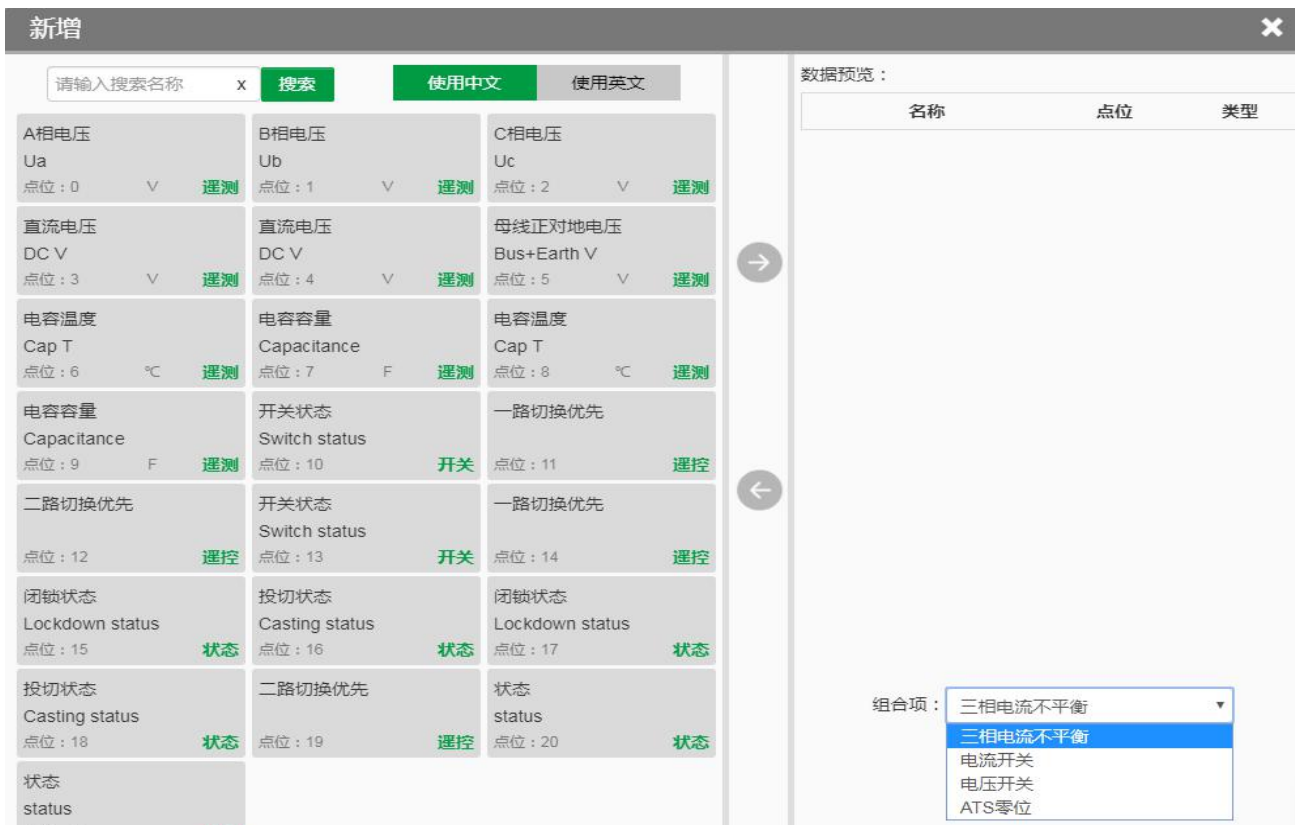 新增
请输入搜索名称 x 搜索 使用中文 使用英文
A相电压
Ua
点位:0 V 遥测
B相电压
Ub
点位:1 V 遥测
C相电压
Uc
点位:2 V 遥测
直流电压
DC V
点位:3 V 遥测
直流电压
DC V
点位:4 V 遥测
母线正对地电压
Bus+Earth V
点位:5 V 遥测
电容温度
Cap T
点位:6 ℃ 遥测
电容容量
Capacitance
点位:7 F 遥测
电容温度
Cap T
点位:8 ℃ 遥测
电容容量
Capacitance
点位:9 F 遥测
开关状态
Switch status
点位:10 开关
一路切换优先
点位:11 遥控
二路切换优先
点位:12 遥控
开关状态
Switch status
点位:13 开关
一路切换优先
点位:14 遥控
闭锁状态
Lockdown status
点位:15 状态
投切状态
Casting status
点位:16 状态
闭锁状态
Lockdown status
点位:17 状态
投切状态
Casting status
点位:18 状态
二路切换优先
点位:19 遥控
状态
status
点位:20 状态
状态
status
数据预览:
名称 点位 类型
组合项: 三相电流不平衡
三相电流不平衡
电流开关
电压开关
ATS零位